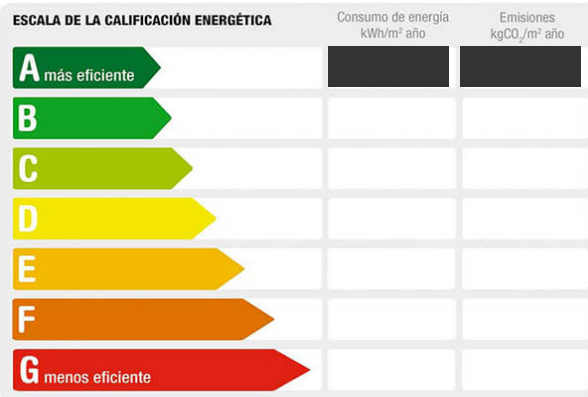 ESCALA DE LA CALIFICACIÓN ENERGÉTICA
Consumo de energía
kWh/m² año
Emisiones
kgCO₂/m² año
A más eficiente
B
C
D
E
F
G menos eficiente